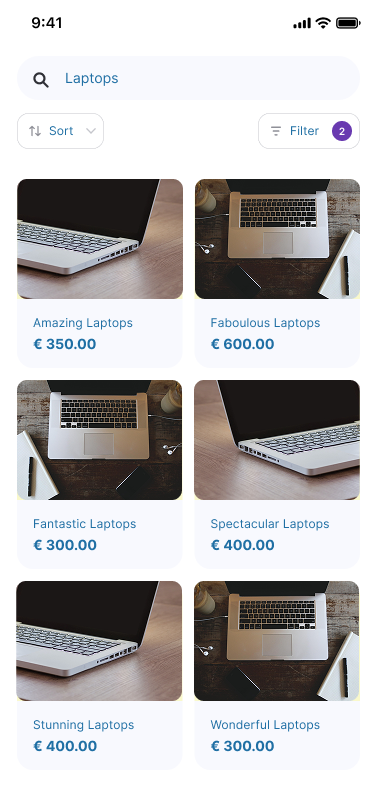 9:41
Laptops
Sort
Filter 2
Amazing Laptops
€ 350.00
Faboulous Laptops
€ 600.00
Fantastic Laptops
€ 300.00
Spectacular Laptops
€ 400.00
Stunning Laptops
€ 400.00
Wonderful Laptops
€ 300.00